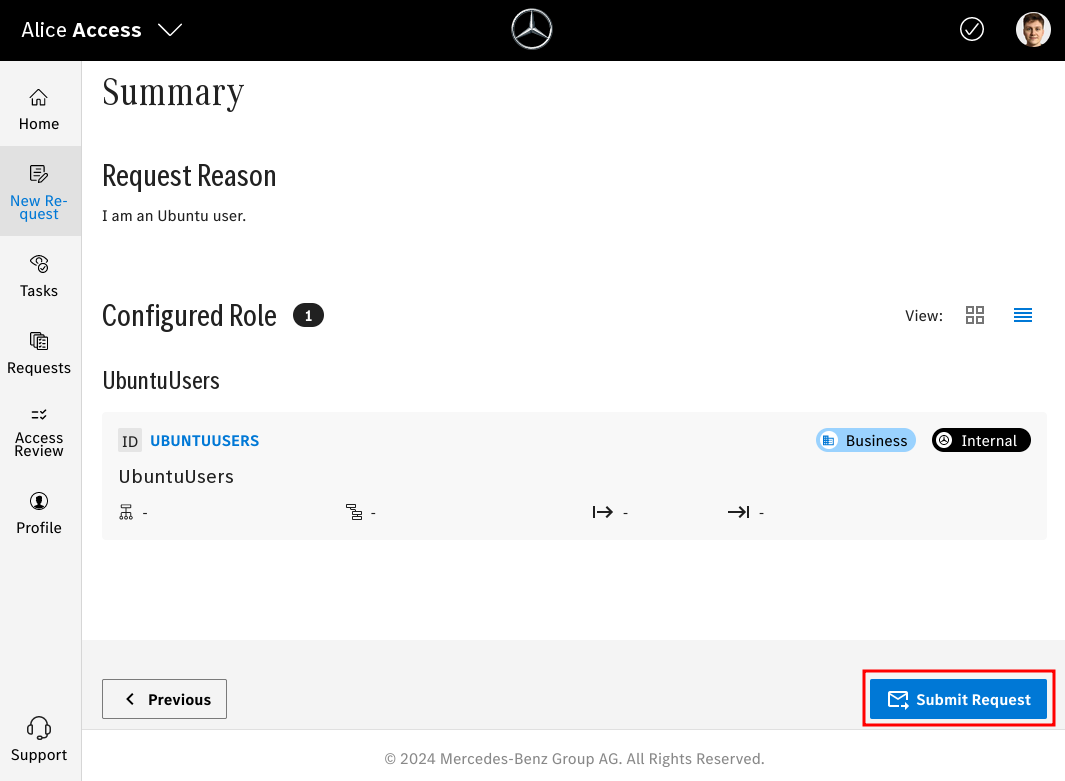 Alice Access
Home
New Re-
quest
Tasks
Requests
Access
Review
Profile
Support
Summary
Request Reason
I am an Ubuntu user.
Configured Role 1
View:
UbuntuUsers
ID UBUNTUUSERS
Business Internal
UbuntuUsers
- - - -
Previous Submit Request
© 2024 Mercedes-Benz Group AG. All Rights Reserved.